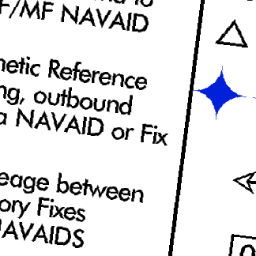 F/MF NAVAID
netic Reference
ng, outbound
a NAVAID or Fix
eage between
ory Fixes
NAVAIDS